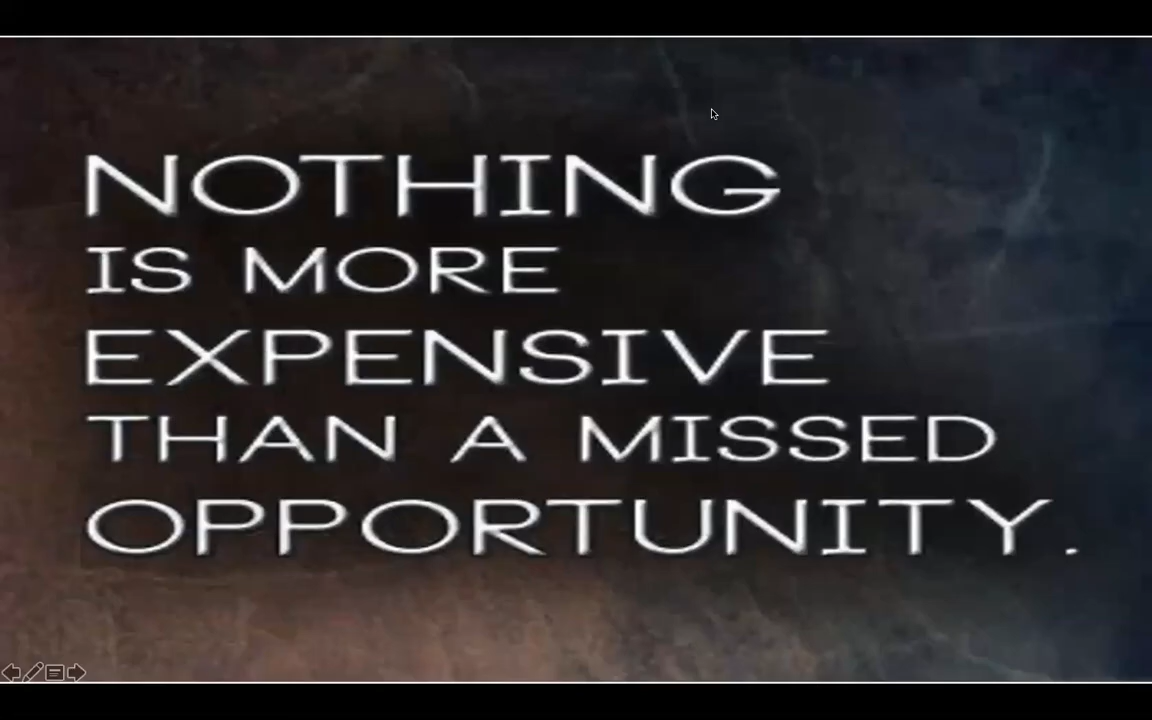 NOTHING
IS MORE
EXPENSIVE
THAN A MISSED
OPPORTUNITY.